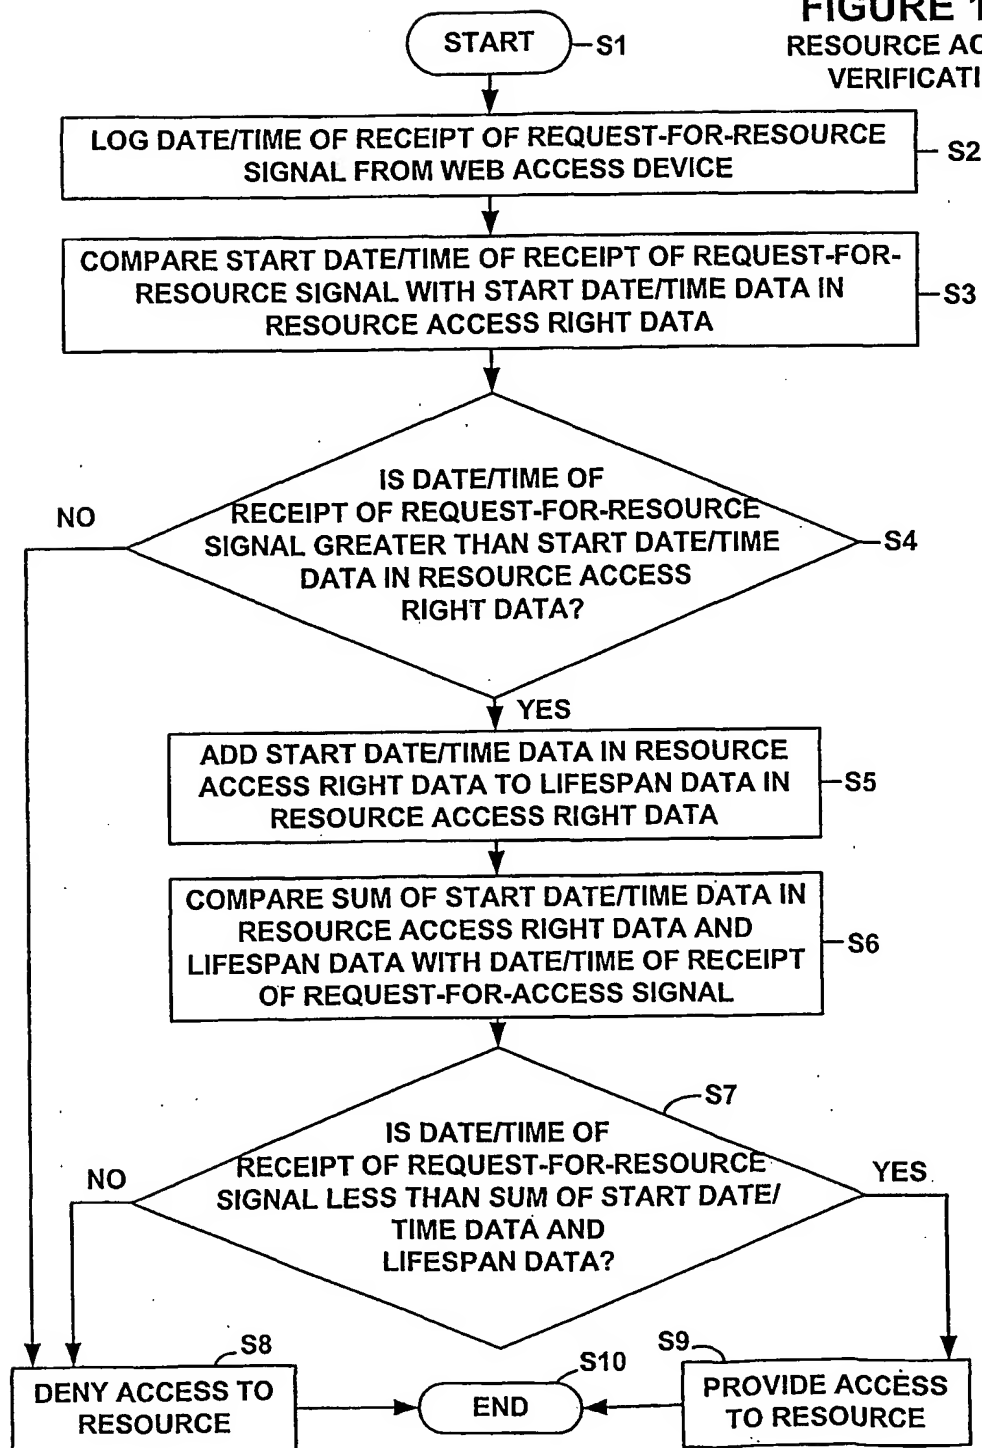 FIGURE 1
RESOURCE AC
VERIFICATI
START
S1
LOG DATE/TIME OF RECEIPT OF REQUEST-FOR-RESOURCE
SIGNAL FROM WEB ACCESS DEVICE
S2
COMPARE START DATE/TIME OF RECEIPT OF REQUEST-FOR-
RESOURCE SIGNAL WITH START DATE/TIME DATA IN
RESOURCE ACCESS RIGHT DATA
S3
IS DATE/TIME OF
RECEIPT OF REQUEST-FOR-RESOURCE
SIGNAL GREATER THAN START DATE/TIME
DATA IN RESOURCE ACCESS
RIGHT DATA?
NO
S4
YES
ADD START DATE/TIME DATA IN RESOURCE
ACCESS RIGHT DATA TO LIFESPAN DATA IN
RESOURCE ACCESS RIGHT DATA
S5
COMPARE SUM OF START DATE/TIME DATA IN
RESOURCE ACCESS RIGHT DATA AND
LIFESPAN DATA WITH DATE/TIME OF RECEIPT
OF REQUEST-FOR-ACCESS SIGNAL
S6
S7
IS DATE/TIME OF
RECEIPT OF REQUEST-FOR-RESOURCE
SIGNAL LESS THAN SUM OF START DATE/
TIME DATA AND
LIFESPAN DATA?
NO
YES
S8
DENY ACCESS TO
RESOURCE
S10
END
S9
PROVIDE ACCESS
TO RESOURCE